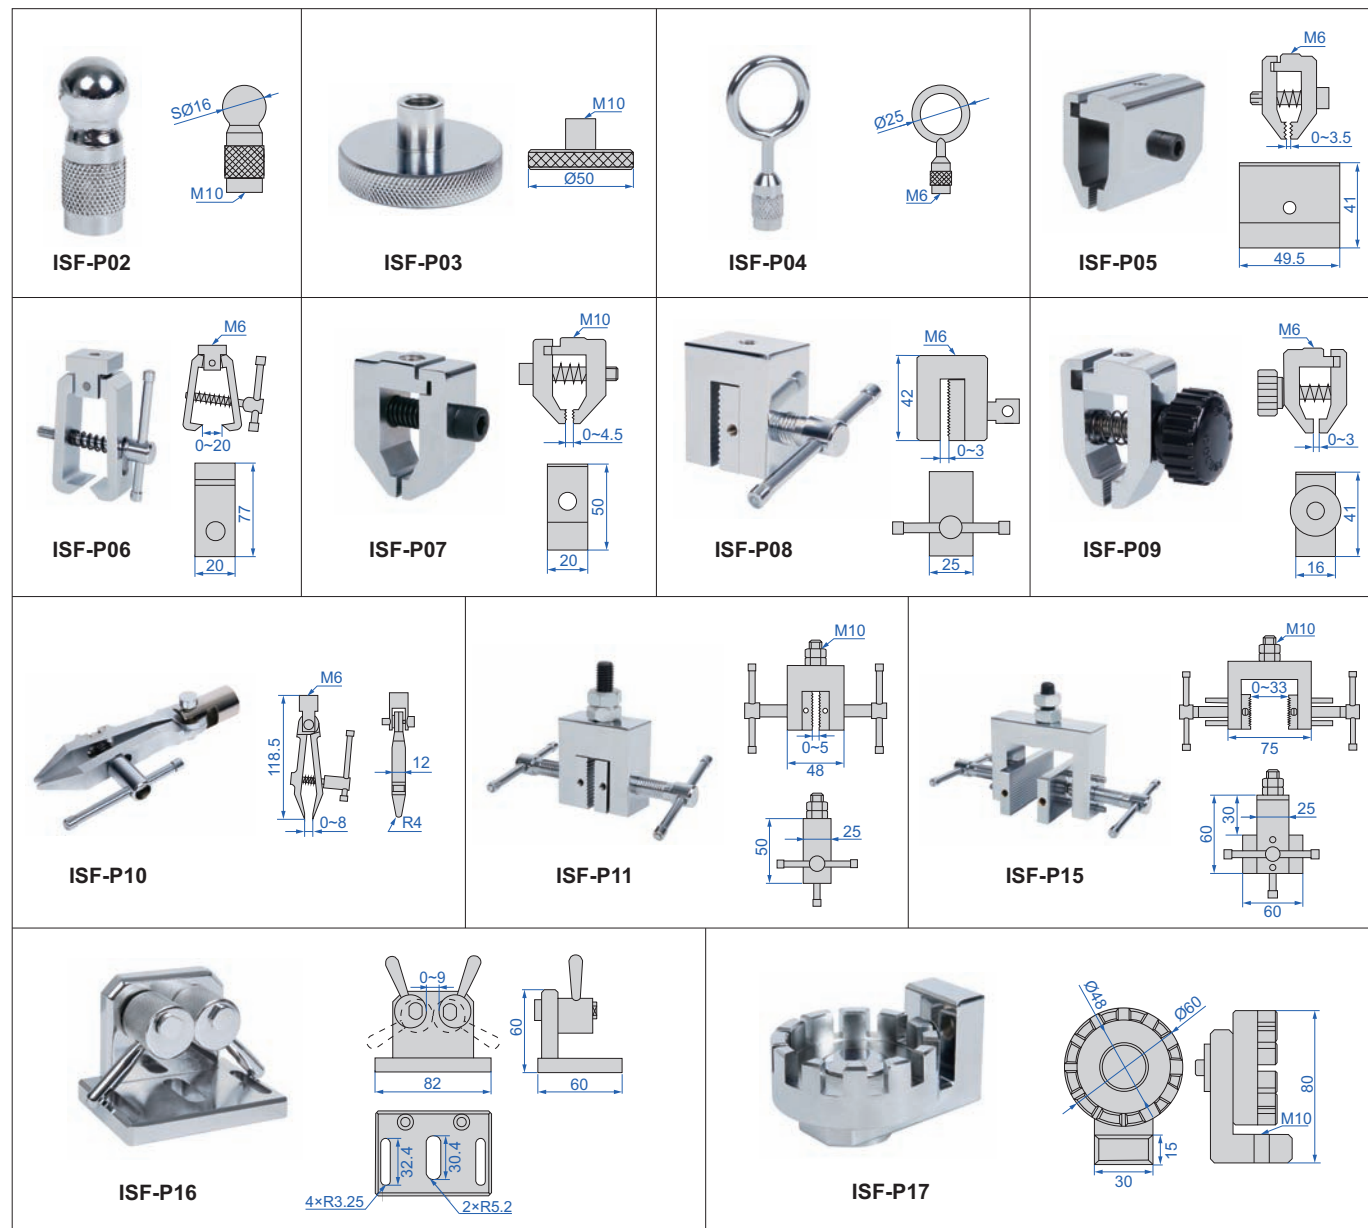 SØ16
M10
ISF-P02
M10
Ø50
ISF-P03
Ø25
M6
ISF-P04
M6
0~3.5
41
49.5
ISF-P05
M6
0~20
77
20
ISF-P06
M10
0~4.5
50
20
ISF-P07
M6
42
0~3
25
ISF-P08
M6
0~3
41
16
ISF-P09
M6
118.5
12
0~8
R4
ISF-P10
M10
0~5
48
50
25
ISF-P11
M10
0~33
75
30
60
25
60
ISF-P15
0~9
60
82
60
32.4
30.4
4×R3.25
2×R5.2
ISF-P16
Ø48
Ø60
80
M10
15
30
ISF-P17